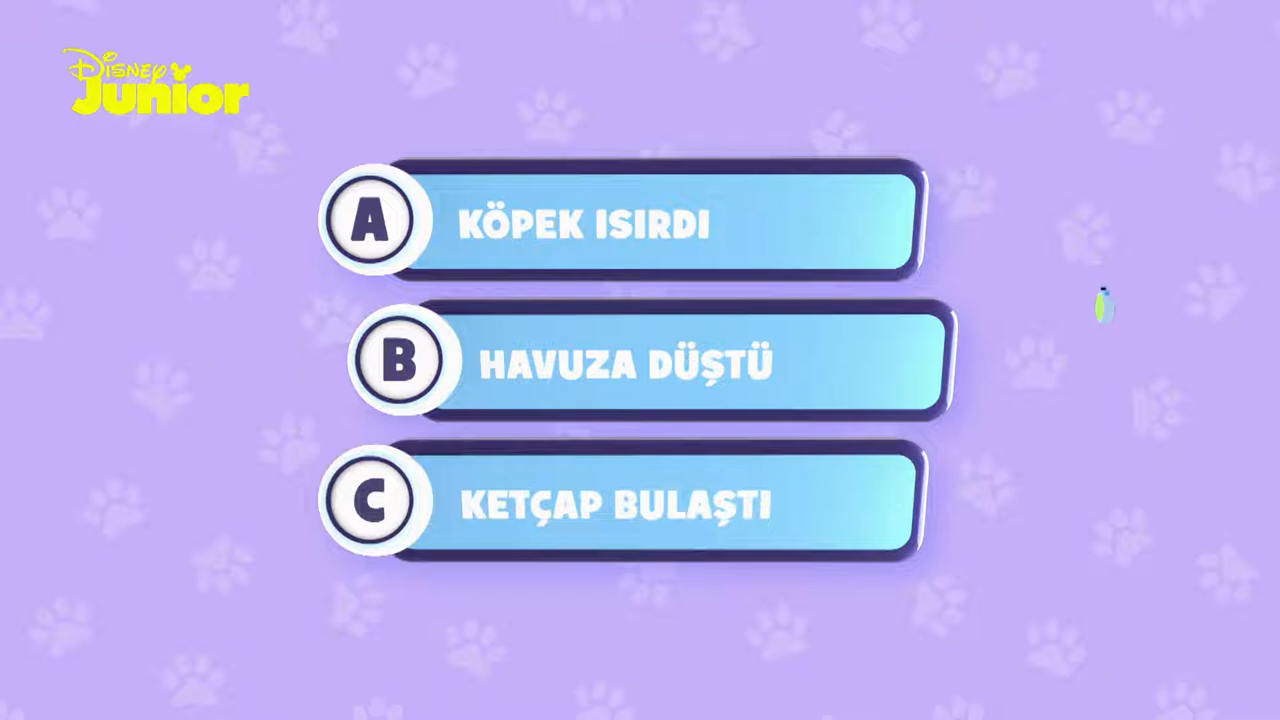 Disney
Junior
A
KÖPEK ISIRDI
B
HAVUZA DÜŞTÜ
C
KETÇAP BULAŞTI